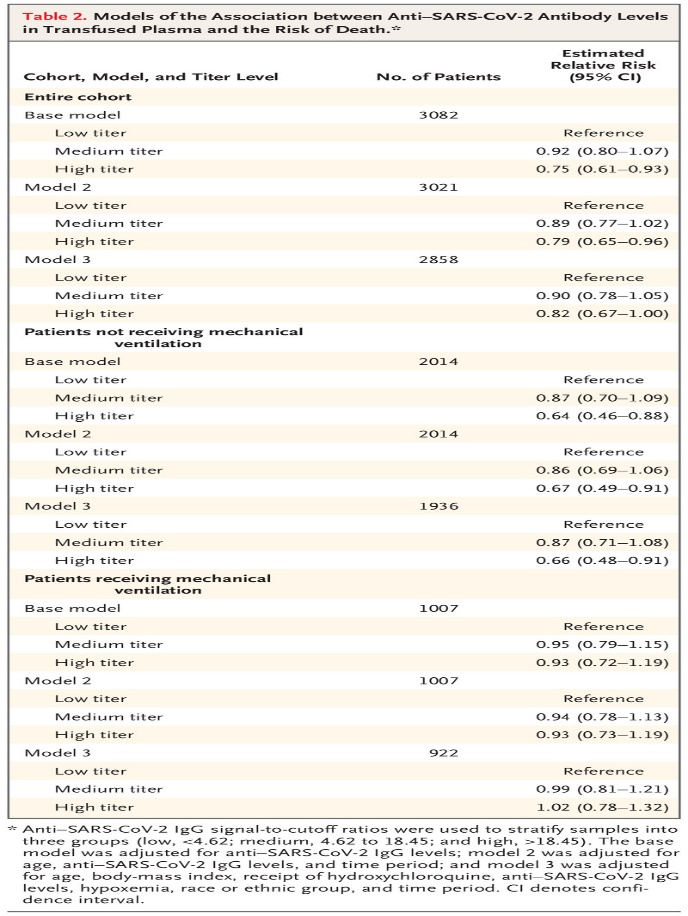 Table 2. Models of the Association between Anti–SARS-CoV-2 Antibody Levels
in Transfused Plasma and the Risk of Death.*
Cohort, Model, and Titer Level No. of Patients Estimated Relative Risk (95% CI)
Entire cohort
Base model 3082
Low titer Reference
Medium titer 0.92 (0.80–1.07)
High titer 0.75 (0.61–0.93)
Model 2 3021
Low titer Reference
Medium titer 0.89 (0.77–1.02)
High titer 0.79 (0.65–0.96)
Model 3 2858
Low titer Reference
Medium titer 0.90 (0.78–1.05)
High titer 0.82 (0.67–1.00)
Patients not receiving mechanical
ventilation
Base model 2014
Low titer Reference
Medium titer 0.87 (0.70–1.09)
High titer 0.64 (0.46–0.88)
Model 2 2014
Low titer Reference
Medium titer 0.86 (0.69–1.06)
High titer 0.67 (0.49–0.91)
Model 3 1936
Low titer Reference
Medium titer 0.87 (0.71–1.08)
High titer 0.66 (0.48–0.91)
Patients receiving mechanical
ventilation
Base model 1007
Low titer Reference
Medium titer 0.95 (0.79–1.15)
High titer 0.93 (0.72–1.19)
Model 2 1007
Low titer Reference
Medium titer 0.94 (0.78–1.13)
High titer 0.93 (0.73–1.19)
Model 3 922
Low titer Reference
Medium titer 0.99 (0.81–1.21)
High titer 1.02 (0.78–1.32)
* Anti–SARS-CoV-2 IgG signal-to-cutoff ratios were used to stratify samples into
three groups (low, <4.62; medium, 4.62 to 18.45; and high, >18.45). The base
model was adjusted for anti–SARS-CoV-2 IgG levels; model 2 was adjusted for
age, anti–SARS-CoV-2 IgG levels, and time period; and model 3 was adjusted
for age, body-mass index, receipt of hydroxychloroquine, anti–SARS-CoV-2 IgG
levels, hypoxemia, race or ethnic group, and time period. CI denotes confi-
dence interval.